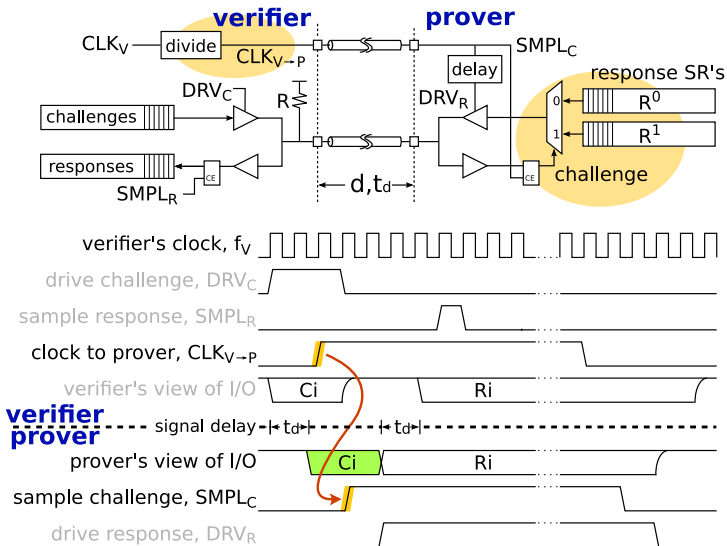 verifier
prover
CLKV
divide
CLKV→P
SMPLC
delay
response SR's
DRVC
R
DRVR
0
R0
challenges
1
R1
responses
CE
CE
challenge
SMPLR
d,td
verifier's clock, fV
drive challenge, DRVC
sample response, SMPLR
clock to prover, CLKV→P
verifier's view of I/O
Ci
Ri
verifier
prover
signal delay
td
td
prover's view of I/O
Ci
Ri
sample challenge, SMPLC
drive response, DRVR